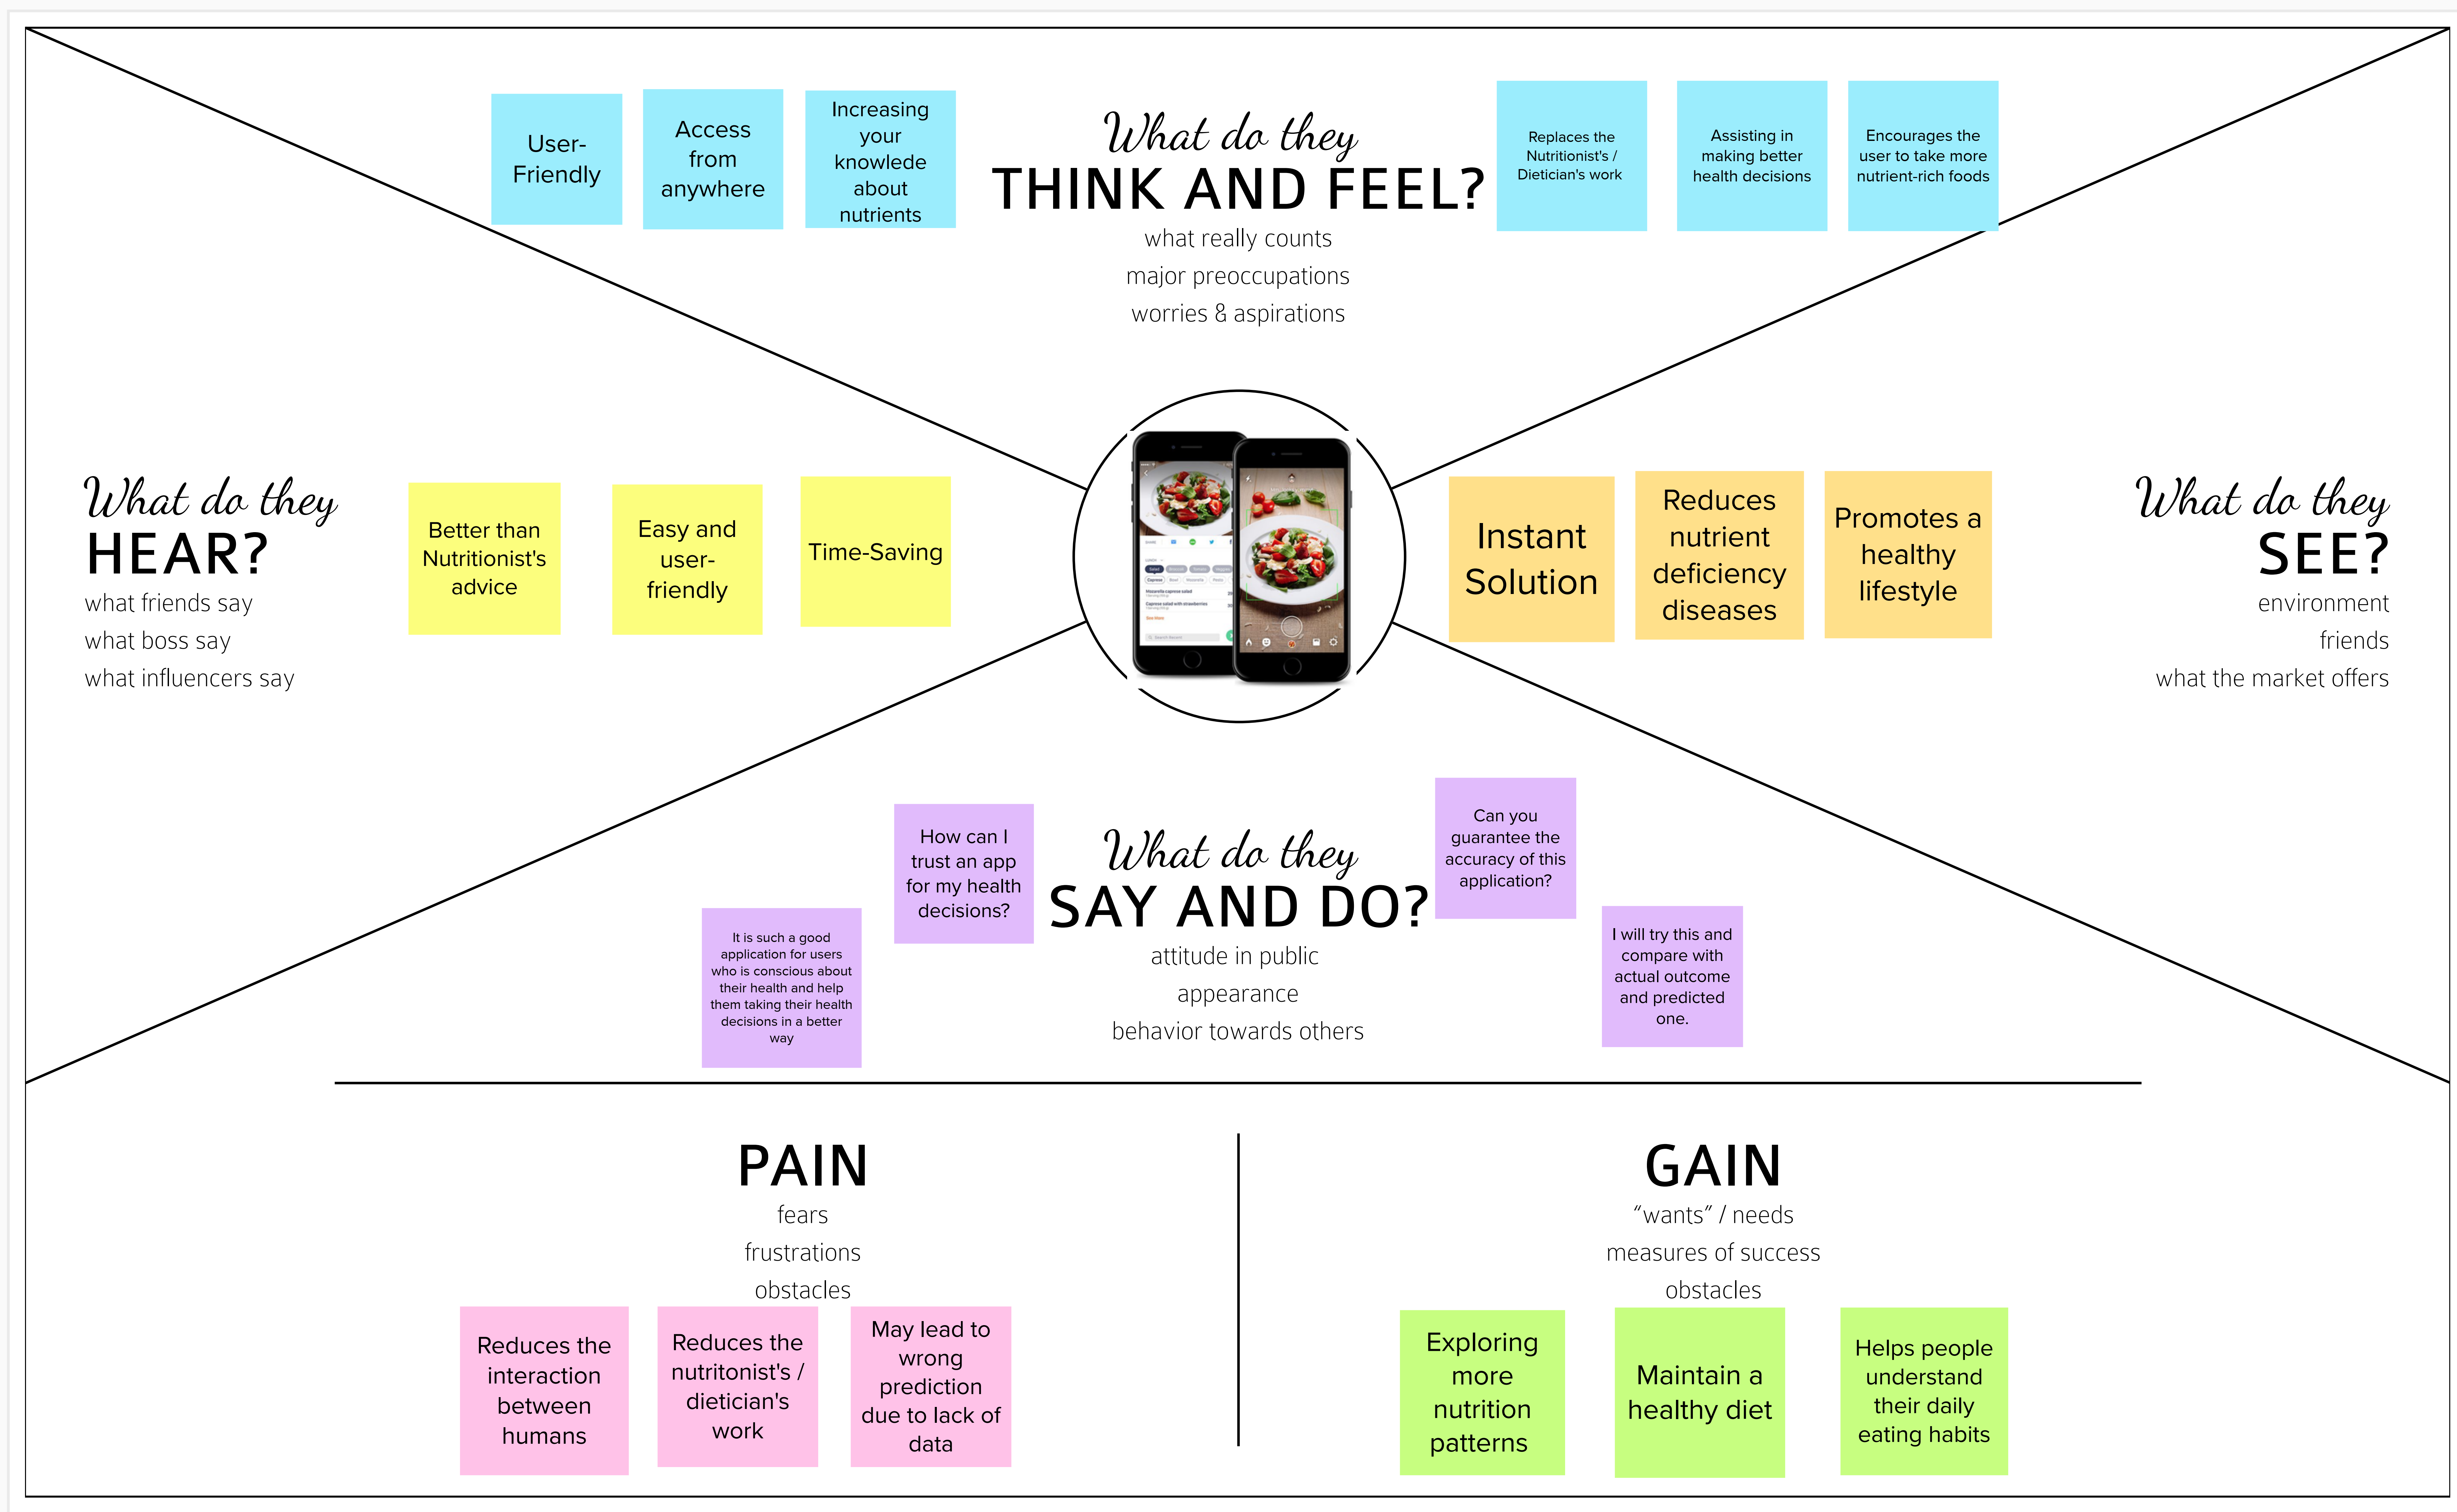 User-
Friendly
Access
from
anywhere
Increasing
your
knowlede
about
nutrients
What do they
THINK AND FEEL?
what really counts
major preoccupations
worries & aspirations
Replaces the
Nutritionist's /
Dietician's work
Assisting in
making better
health decisions
Encourages the
user to take more
nutrient-rich foods
What do they
HEAR?
what friends say
what boss say
what influencers say
Better than
Nutritionist's
advice
Easy and
user-
friendly
Time-Saving
Instant
Solution
Reduces
nutrient
deficiency
diseases
Promotes a
healthy
lifestyle
What do they
SEE?
environment
friends
what the market offers
It is such a good
application for users
who is conscious about
their health and help
them taking their health
decisions in a better
way
How can I
trust an app
for my health
decisions?
What do they
SAY AND DO?
attitude in public
appearance
behavior towards others
Can you
guarantee the
accuracy of this
application?
I will try this and
compare with
actual outcome
and predicted
one.
PAIN
fears
frustrations
obstacles
Reduces the
interaction
between
humans
Reduces the
nutritonist's /
dietician's
work
May lead to
wrong
prediction
due to lack of
data
GAIN
“wants” / needs
measures of success
obstacles
Exploring
more
nutrition
patterns
Maintain a
healthy diet
Helps people
understand
their daily
eating habits